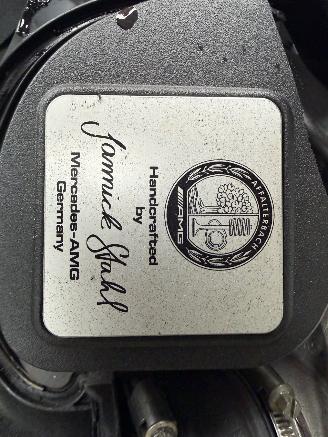 AFFALTERBACH
AMG
Handcrafted
by
Jannick Stahl
Mercedes-AMG
Germany